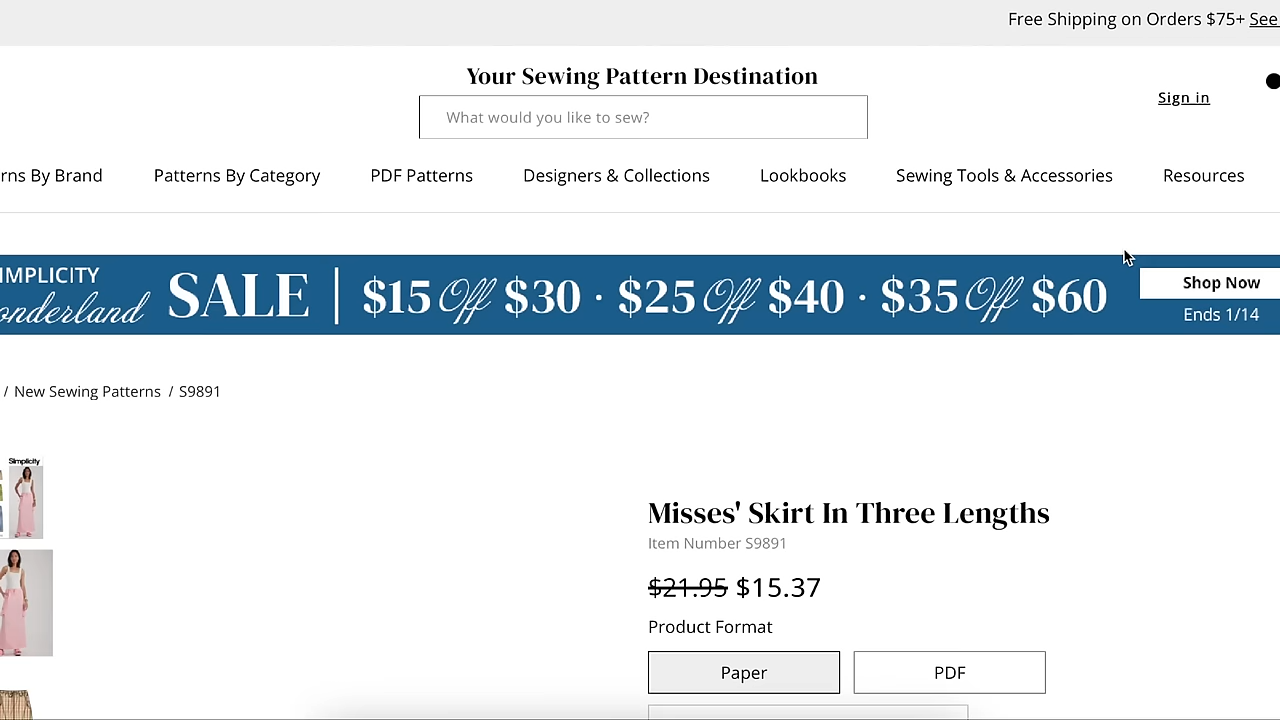 Free Shipping on Orders $75+ See
Your Sewing Pattern Destination
What would you like to sew?
Sign in
rns By Brand
Patterns By Category
PDF Patterns
Designers & Collections
Lookbooks
Sewing Tools & Accessories
Resources
IMPLICITY
onderland
SALE | $15 Off $30 · $25 Off $40 · $35 Off $60
Shop Now
Ends 1/14
/ New Sewing Patterns / S9891
Simplicity
Misses' Skirt In Three Lengths
Item Number S9891
$21.95 $15.37
Product Format
Paper
PDF